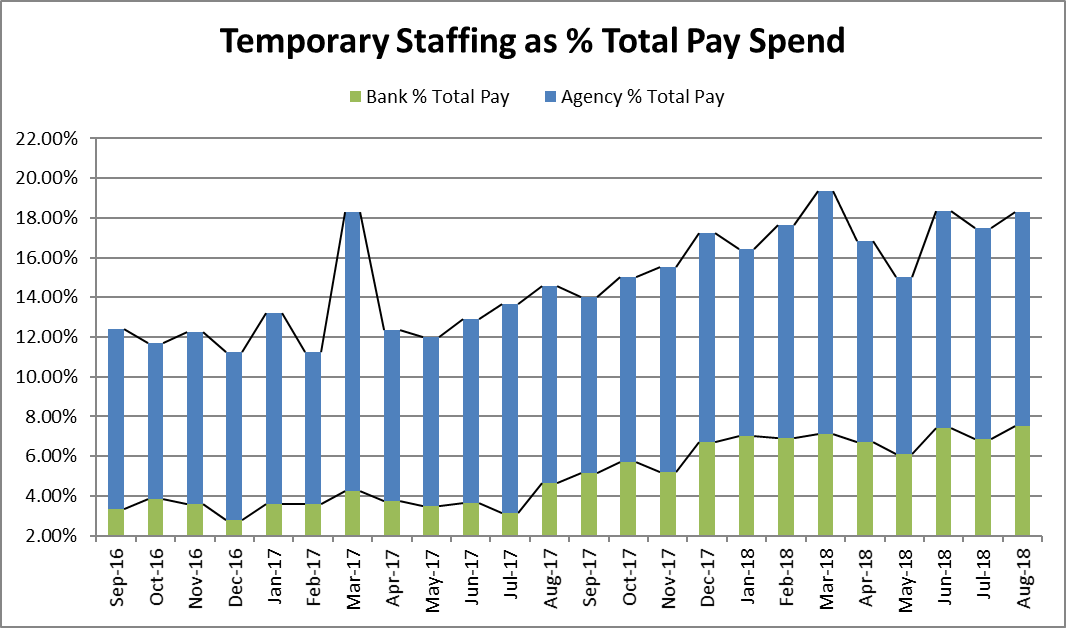 Temporary Staffing as % Total Pay Spend
Bank % Total Pay
Agency % Total Pay
22.00%
20.00%
18.00%
16.00%
14.00%
12.00%
10.00%
8.00%
6.00%
4.00%
2.00%
Sep-16
Oct-16
Nov-16
Dec-16
Jan-17
Feb-17
Mar-17
Apr-17
May-17
Jun-17
Jul-17
Aug-17
Sep-17
Oct-17
Nov-17
Dec-17
Jan-18
Feb-18
Mar-18
Apr-18
May-18
Jun-18
Jul-18
Aug-18